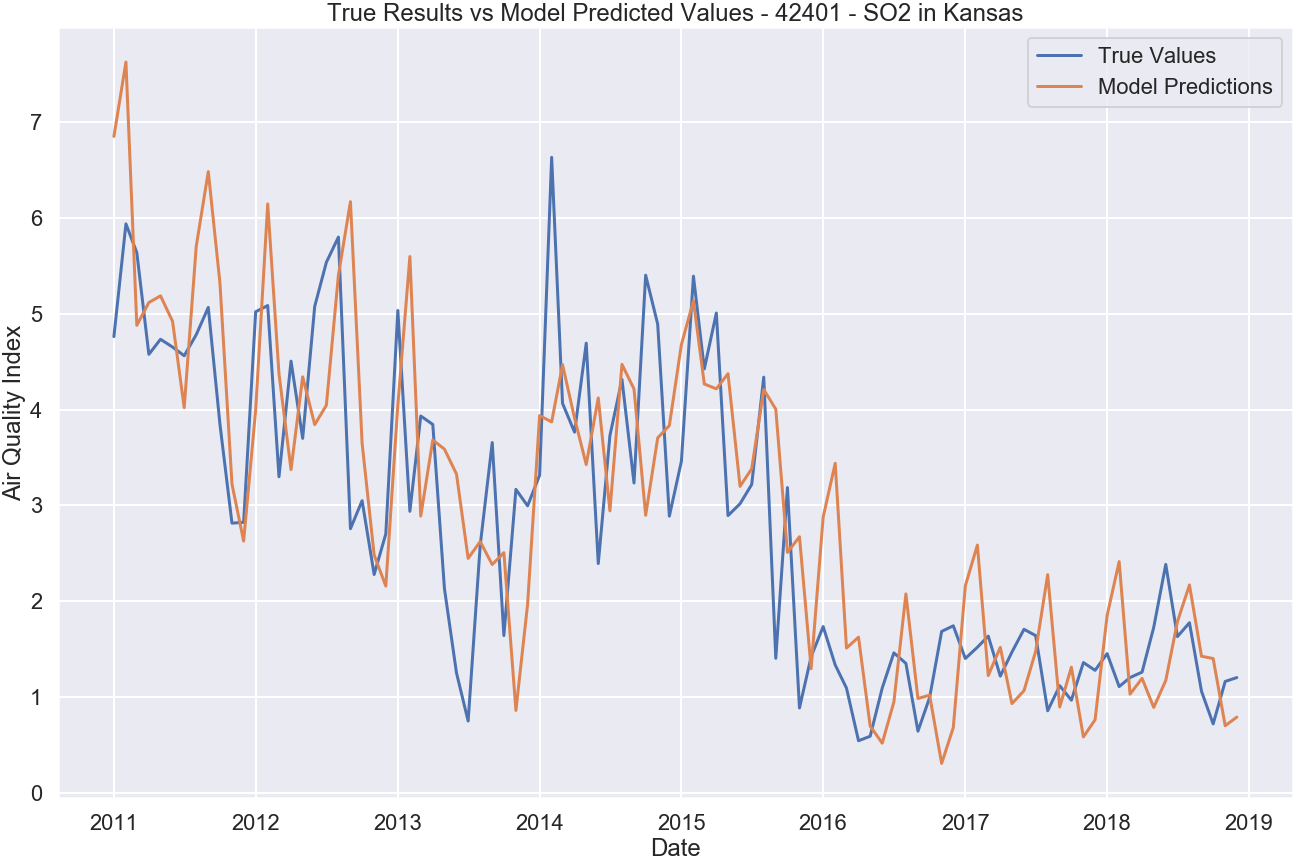 True Results vs Model Predicted Values - 42401 - SO2 in Kansas
True Values
Model Predictions
Air Quality Index
7
6
5
4
3
2
1
0
2011 2012 2013 2014 2015 2016 2017 2018 2019
Date